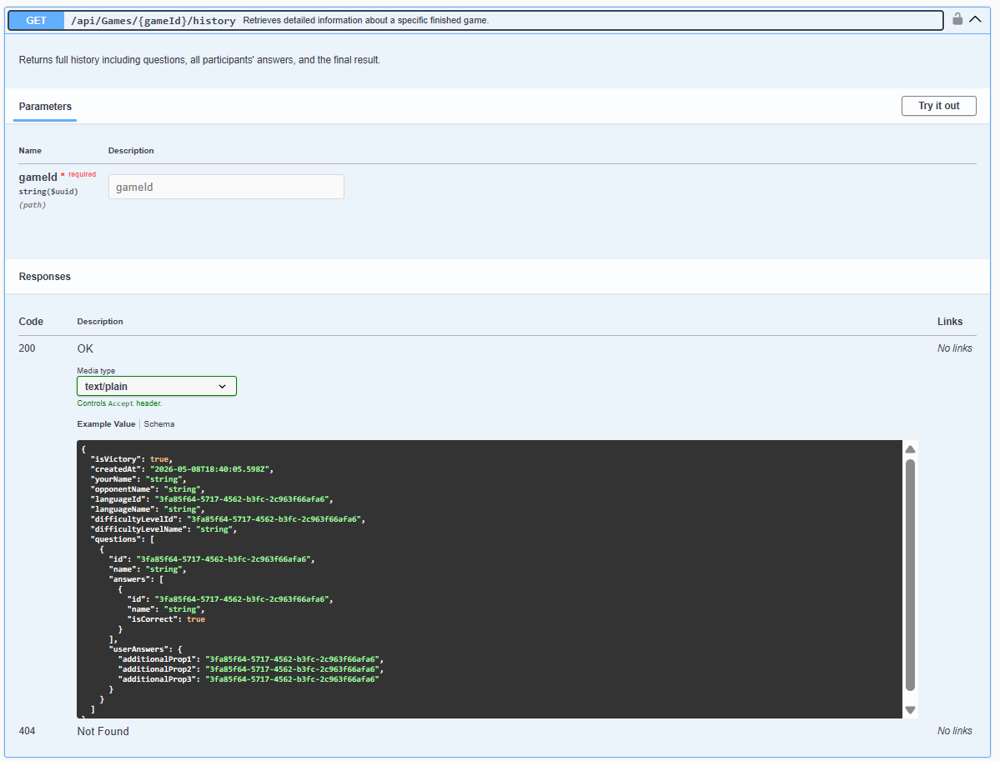 GET /api/Games/{gameId}/history Retrieves detailed information about a specific finished game.
Returns full history including questions, all participants' answers, and the final result.
Parameters
Try it out
Name Description
gameId * required
string($uuid)
(path)
gameId
Responses
Code Description Links
200 OK No links
Media type
text/plain
Controls Accept header.
Example Value Schema
{
  "isVictory": true,
  "createdAt": "2026-05-08T18:40:05.598Z",
  "yourName": "string",
  "opponentName": "string",
  "languageId": "3fa85f64-5717-4562-b3fc-2c963f66afa6",
  "languageName": "string",
  "difficultyLevelId": "3fa85f64-5717-4562-b3fc-2c963f66afa6",
  "difficultyLevelName": "string",
  "questions": [
    {
      "id": "3fa85f64-5717-4562-b3fc-2c963f66afa6",
      "name": "string",
      "answers": [
        {
          "id": "3fa85f64-5717-4562-b3fc-2c963f66afa6",
          "name": "string",
          "isCorrect": true
        }
      ],
      "userAnswers": {
        "additionalProp1": "3fa85f64-5717-4562-b3fc-2c963f66afa6",
        "additionalProp2": "3fa85f64-5717-4562-b3fc-2c963f66afa6",
        "additionalProp3": "3fa85f64-5717-4562-b3fc-2c963f66afa6"
      }
    }
  ]
}
404 Not Found No links